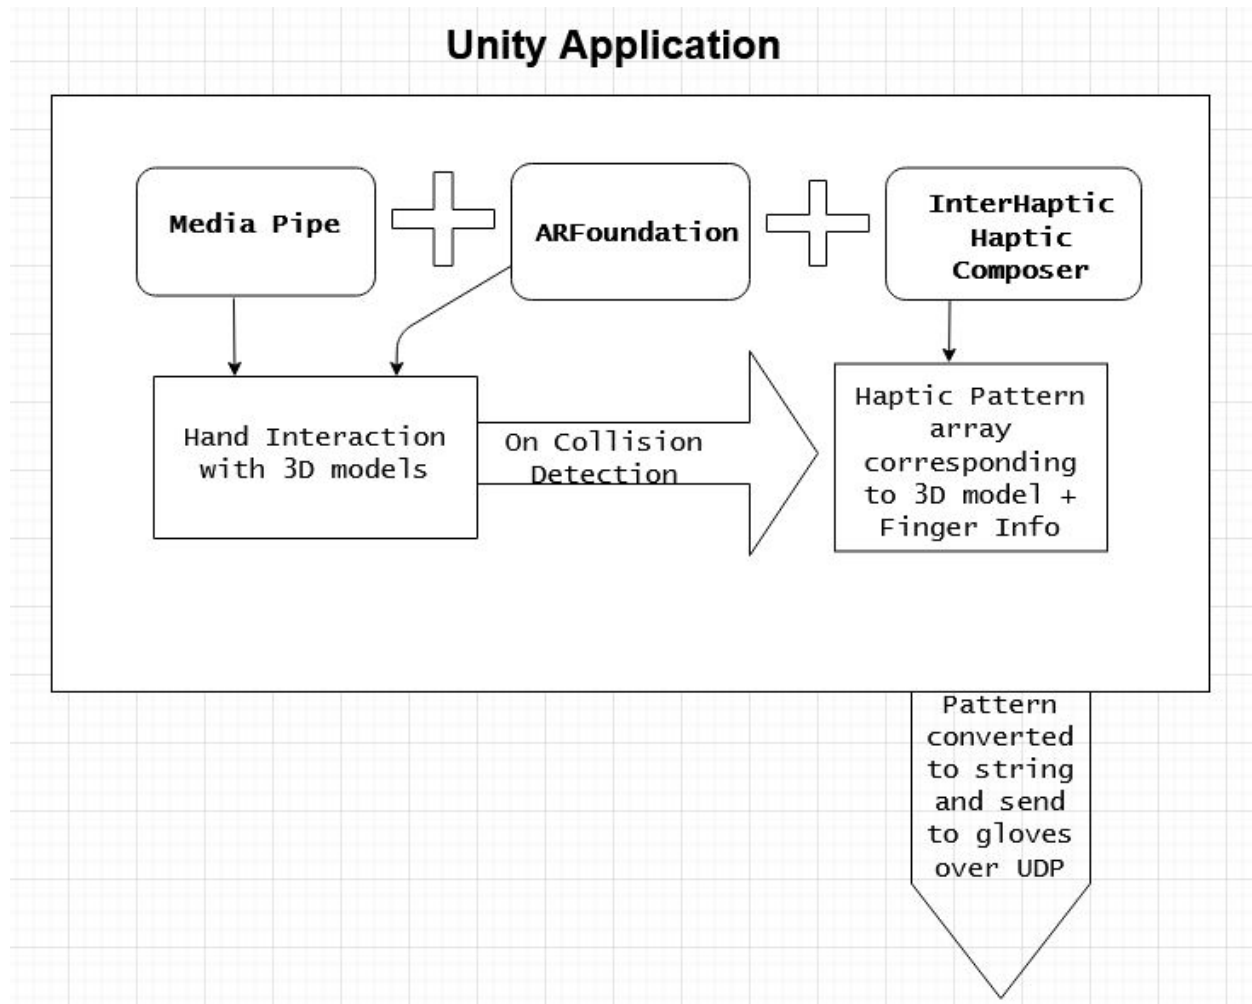 Unity Application
Media Pipe
ARFoundation
InterHaptic
Haptic
Composer
Hand Interaction
with 3D models
On Collision
Detection
Haptic Pattern
array
corresponding
to 3D model +
Finger Info
Pattern
converted
to string
and send
to gloves
over UDP